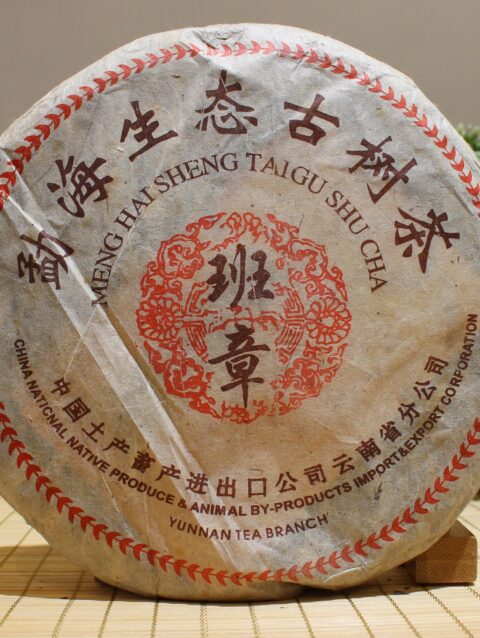 勐海生态古树茶
MENG HAI SHENG TAI GU SHU CHA
班
章
中国土产畜产进出口公司云南省分公司
CHINA NATIONAL NATIVE PRODUCE & ANIMAL BY-PRODUCTS IMPORT&EXPORT CORPORATION
YUNNAN TEA BRANCH